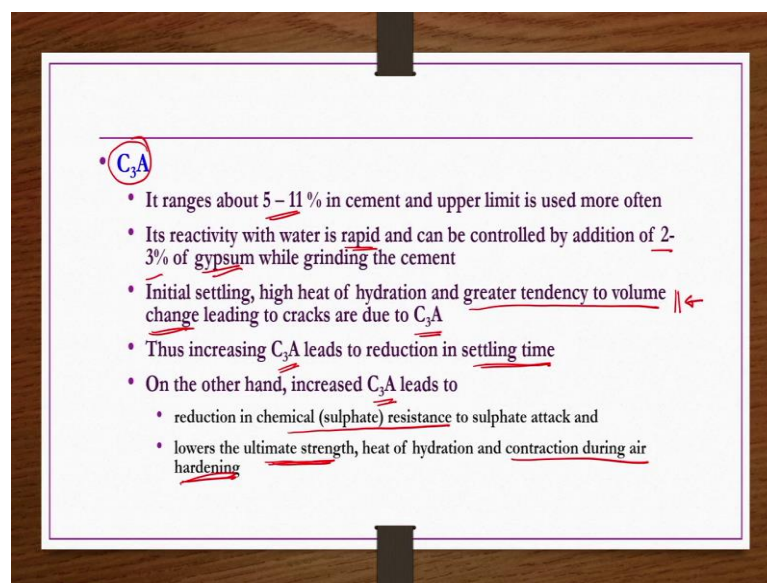 • C₃A
• It ranges about 5 – 11 % in cement and upper limit is used more often
• Its reactivity with water is rapid and can be controlled by addition of 2-
3% of gypsum while grinding the cement
• Initial settling, high heat of hydration and greater tendency to volume
change leading to cracks are due to C₃A
• Thus increasing C₃A leads to reduction in settling time
• On the other hand, increased C₃A leads to
• reduction in chemical (sulphate) resistance to sulphate attack and
• lowers the ultimate strength, heat of hydration and contraction during air
hardening